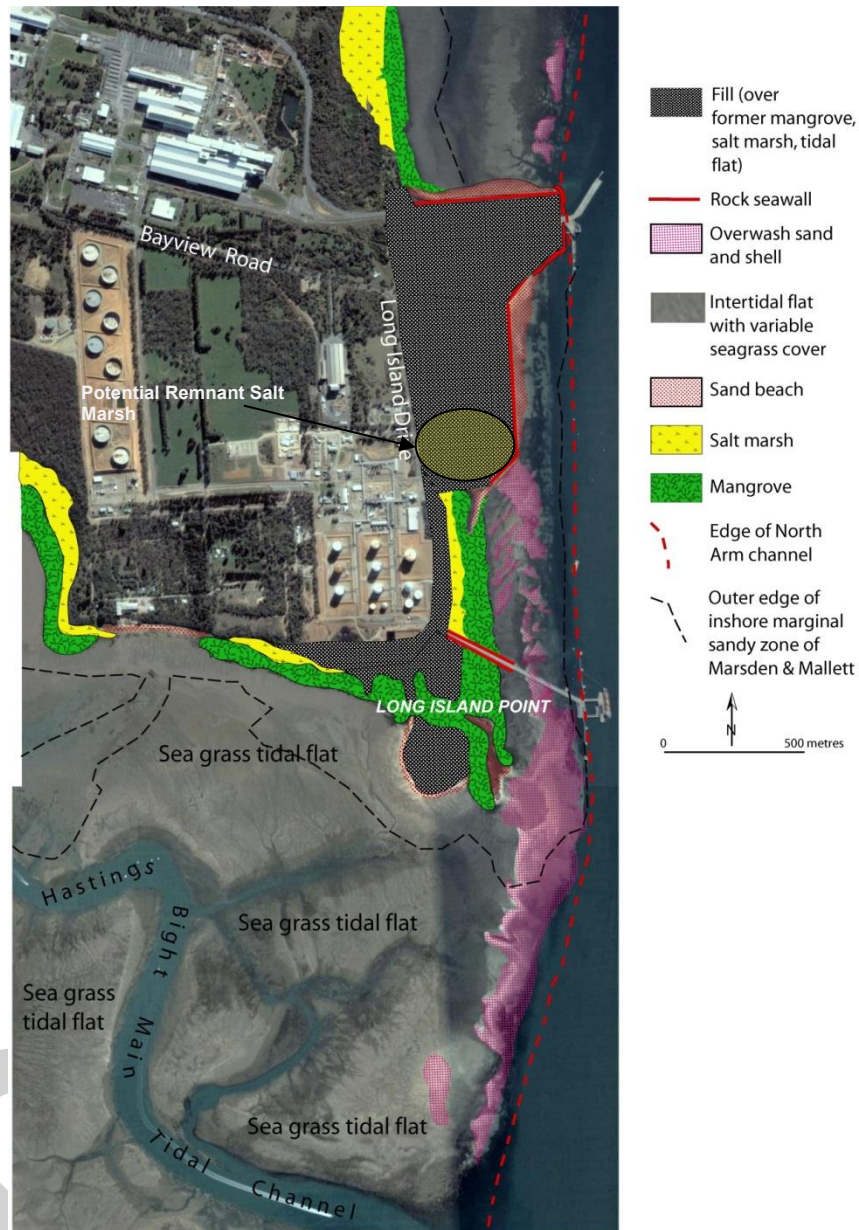 Bayview Road
Long Island Drive
Potential Remnant Salt
Marsh
LONG ISLAND POINT
Sea grass tidal flat
Hastings Bight Main Tidal Channel
Sea grass tidal flat
Sea grass
tidal flat
Sea grass tidal flat
Fill (over
former mangrove,
salt marsh, tidal
flat)
Rock seawall
Overwash sand
and shell
Intertidal flat
with variable
seagrass cover
Sand beach
Salt marsh
Mangrove
Edge of North
Arm channel
Outer edge of
inshore marginal
sandy zone of
Marsden & Mallett
N
0 500 metres